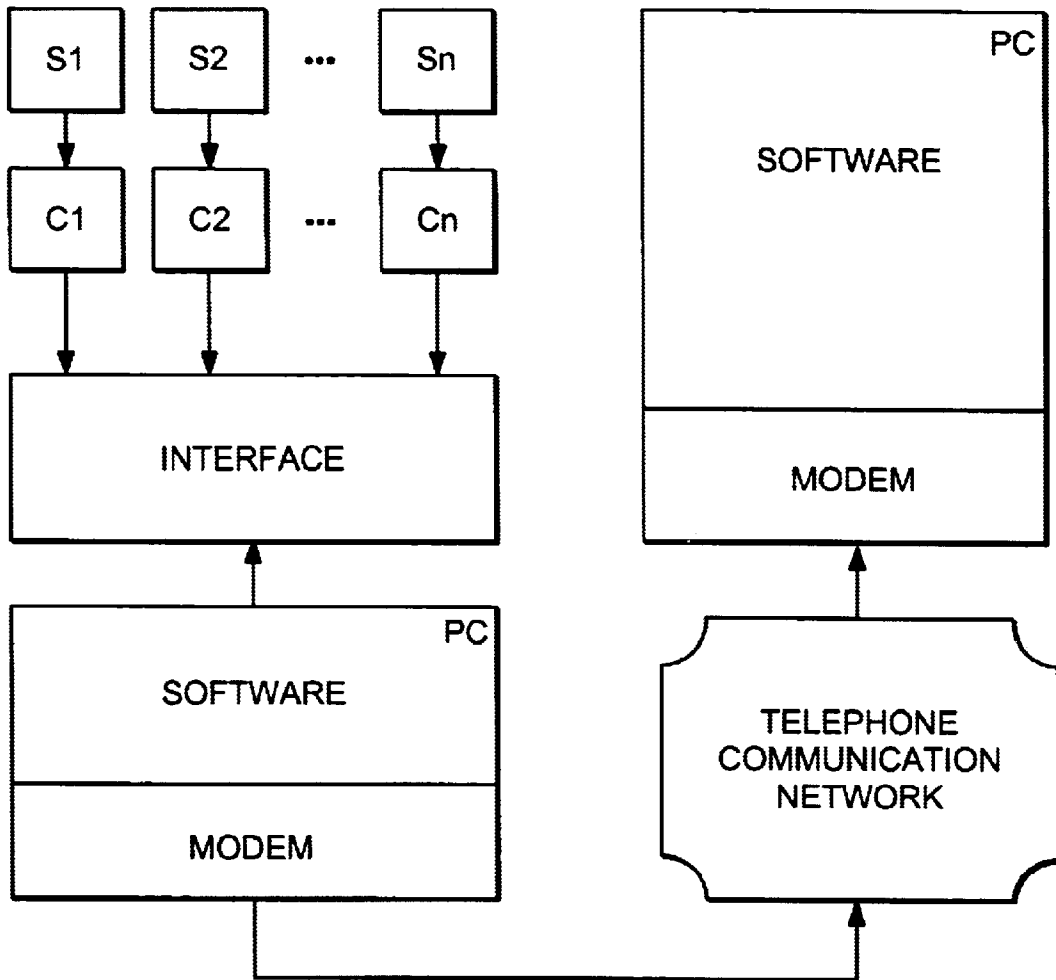 S1 S2 ... Sn
C1 C2 ... Cn
INTERFACE
PC
SOFTWARE
MODEM
PC
SOFTWARE
MODEM
TELEPHONE
COMMUNICATION
NETWORK